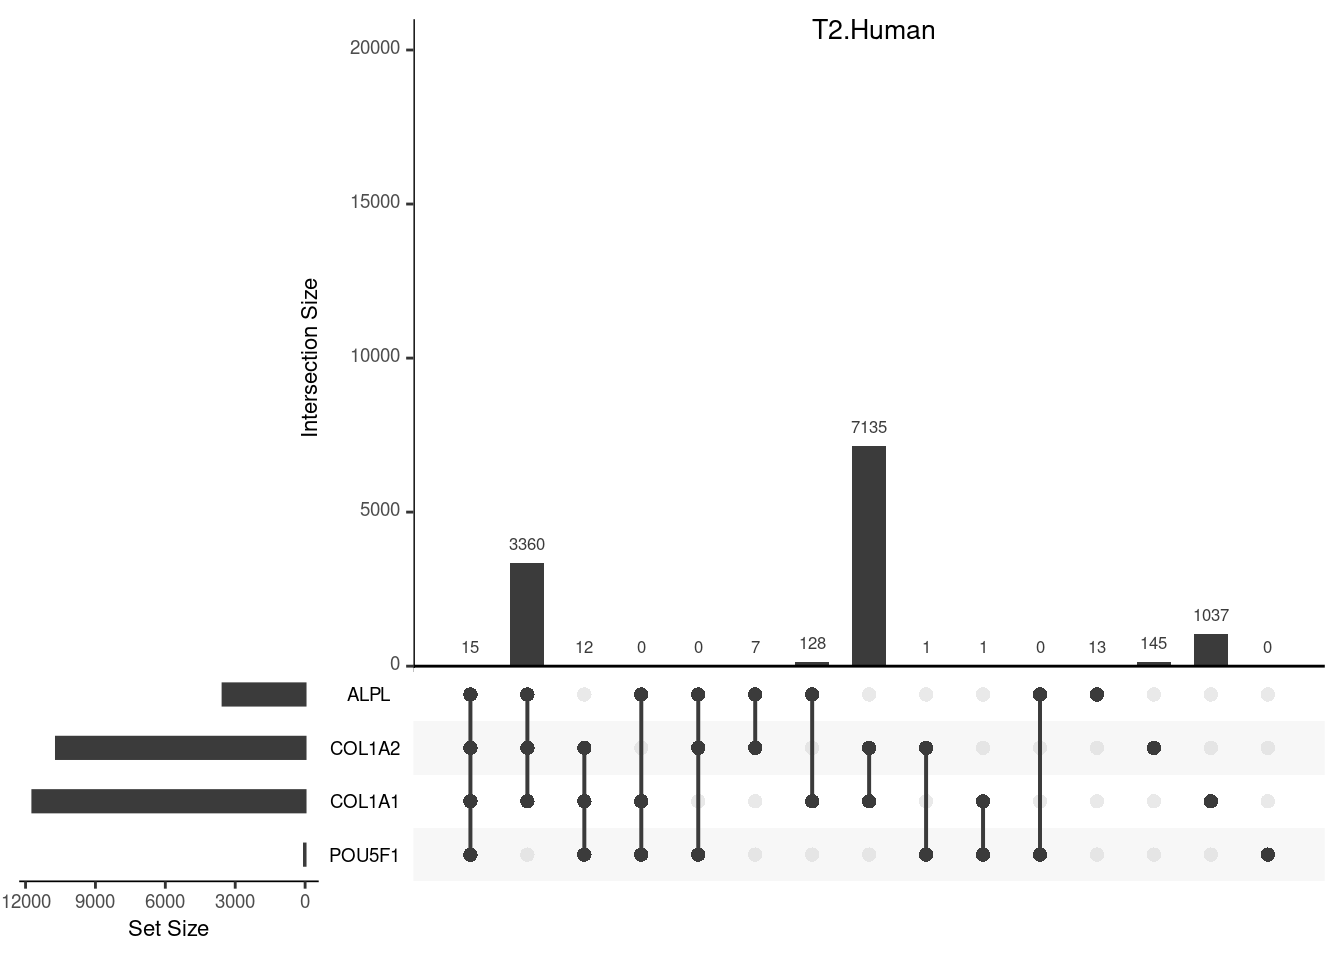 T2.Human
20000
15000
10000
5000
0
Intersection Size
15 3360 12 0 0 7 128 7135 1 1 0 13 145 1037 0
ALPL
COL1A2
COL1A1
POU5F1
12000 9000 6000 3000 0
Set Size